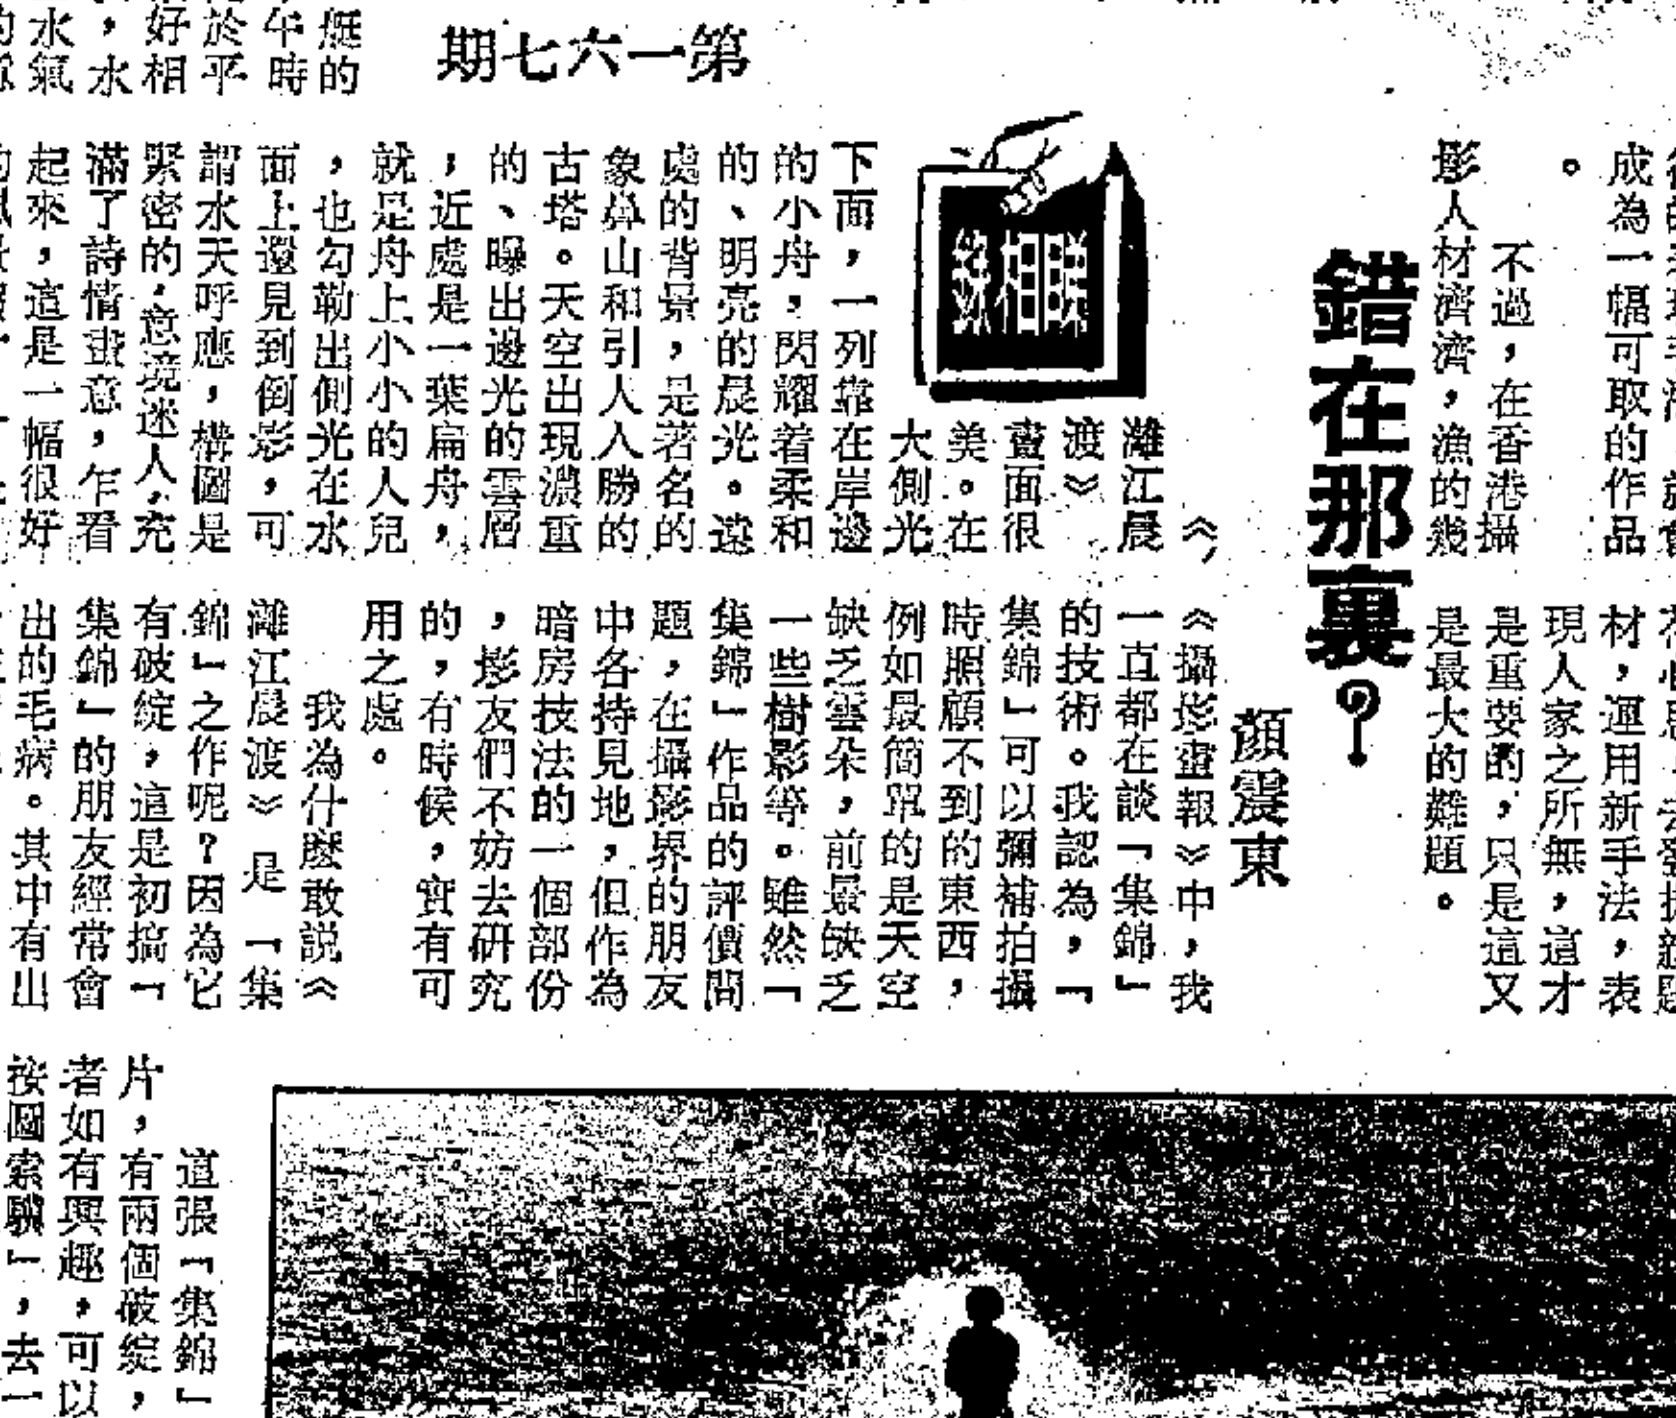 成為一幅可取的作品
。
不過，在香港攝
影人材濟濟，漁的幾
材，運用新手法，表
現人家之所無，這才
是重要的，只是這又
是最大的難題。
第一六七期
艇的
午時
於平
好相
，水
水氣
錯在那裏？
顏震東
睇相錄
《
灕江晨
渡》
畫面很
美。在
大側光
下面，一列靠在岸邊
的小舟，閃耀着柔和
的、明亮的晨光。遠
處的背景，是著名的
象鼻山和引人入勝的
古塔。天空出現濃重
的、曝出邊光的雲層
；近處是一葉扁舟，
就是舟上小小的人兒
，也勾勒出側光在水
面上還見到倒影，可
謂水天呼應，構圖是
緊密的，意境迷人，充
滿了詩情畫意，乍看
起來，這是一幅很好
《攝影畫報》中，我
一直都在談「集錦」
的技術。我認為，「
集錦」可以彌補拍攝
時照顧不到的東西，
例如最簡單的是天空
缺乏雲朵，前景缺乏
一些樹影等。雖然「
集錦」作品的評價問
題，在攝影界的朋友
中各持見地，但作為
暗房技法的一個部份
，影友們不妨去研究
的，有時候，實有可
用之處。
我為什麼敢説《
灕江晨渡》是「集
錦」之作呢？因為它
有破綻，這是初搞「
集錦」的朋友經常會
出的毛病。其中有出
這張「集錦」
片，有兩個破綻，
者如有興趣，可以
按圖索驥」，去一